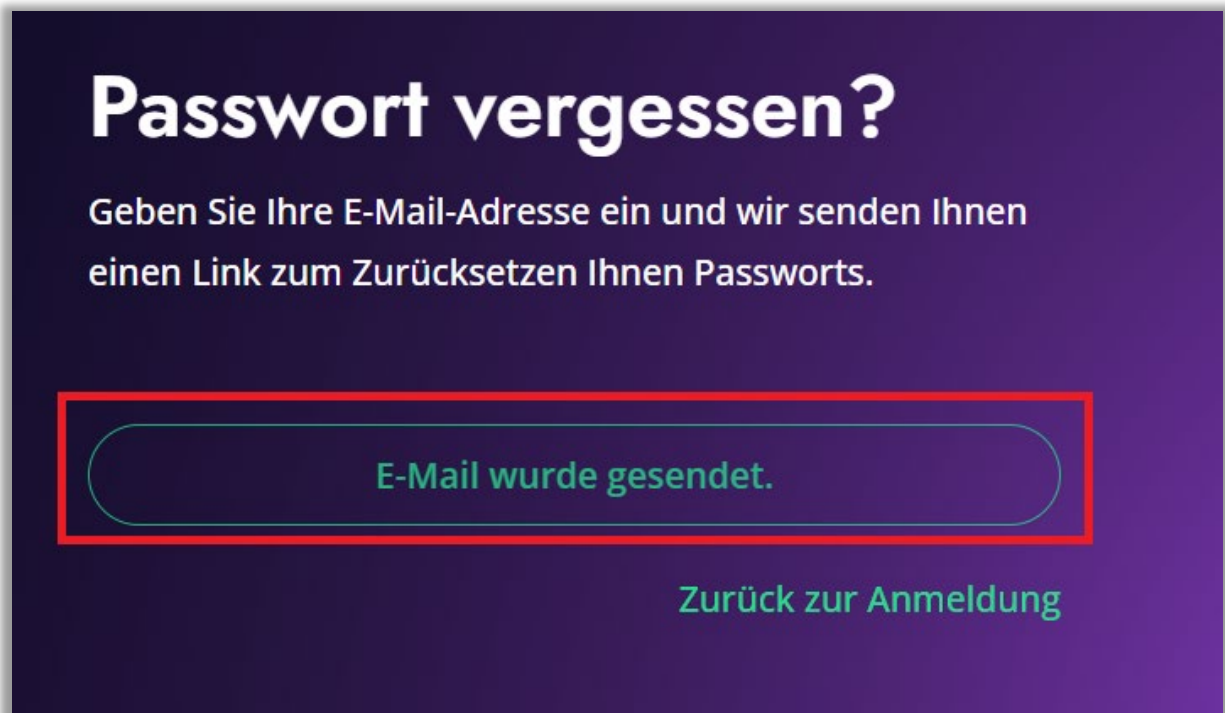 Passwort vergessen?
Geben Sie Ihre E-Mail-Adresse ein und wir senden Ihnen
einen Link zum Zurücksetzen Ihnen Passworts.
E-Mail wurde gesendet.
Zurück zur Anmeldung